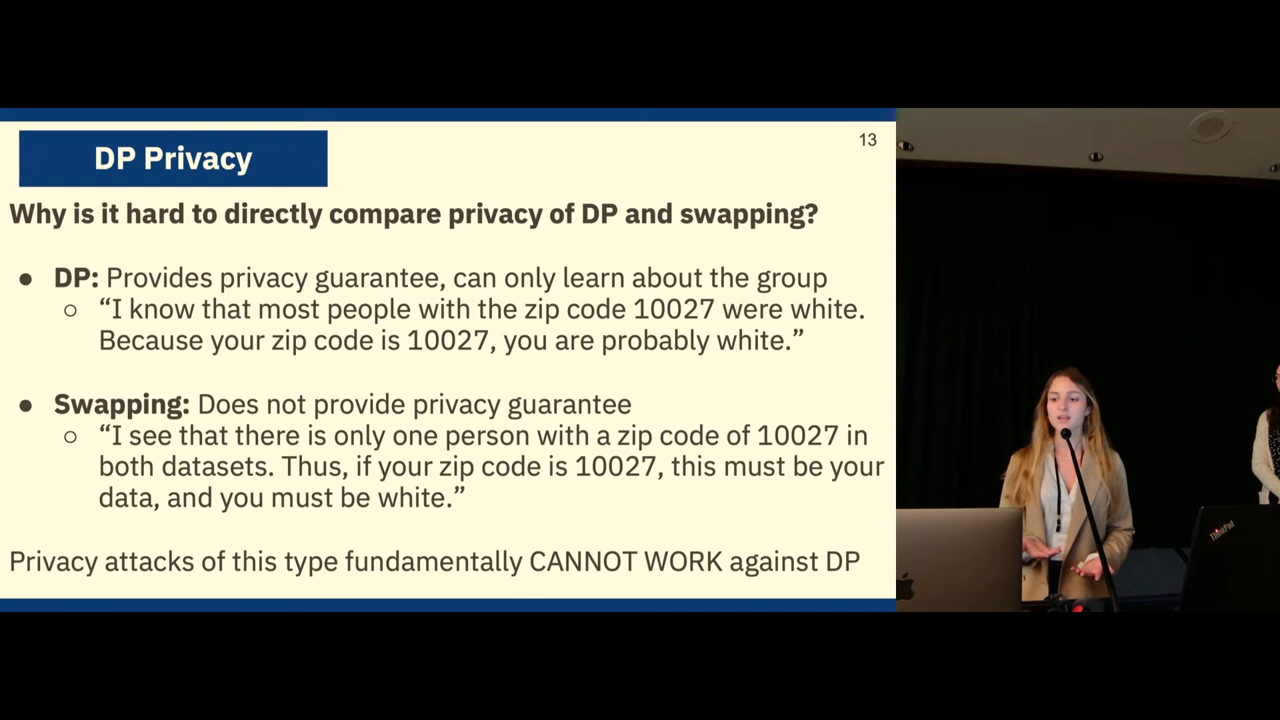 DP Privacy
13
Why is it hard to directly compare privacy of DP and swapping?
● DP: Provides privacy guarantee, can only learn about the group
○ “I know that most people with the zip code 10027 were white.
Because your zip code is 10027, you are probably white.”
● Swapping: Does not provide privacy guarantee
○ “I see that there is only one person with a zip code of 10027 in
both datasets. Thus, if your zip code is 10027, this must be your
data, and you must be white.”
Privacy attacks of this type fundamentally CANNOT WORK against DP
ThinkPad